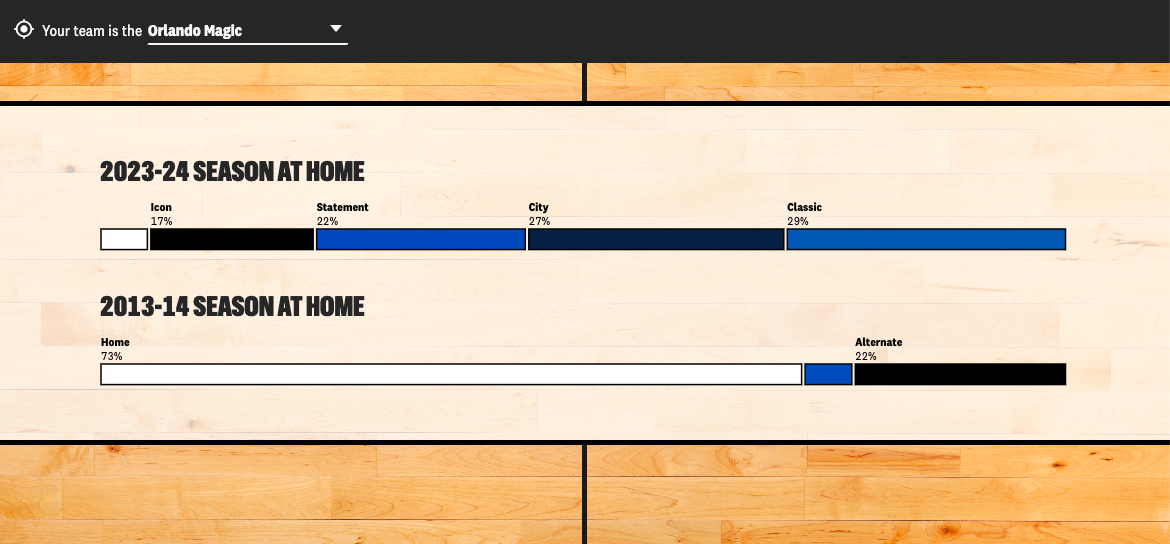 Your team is the Orlando Magic
2023-24 SEASON AT HOME
Icon Statement City Classic
17% 22% 27% 29%
2013-14 SEASON AT HOME
Home Alternate
73% 22%